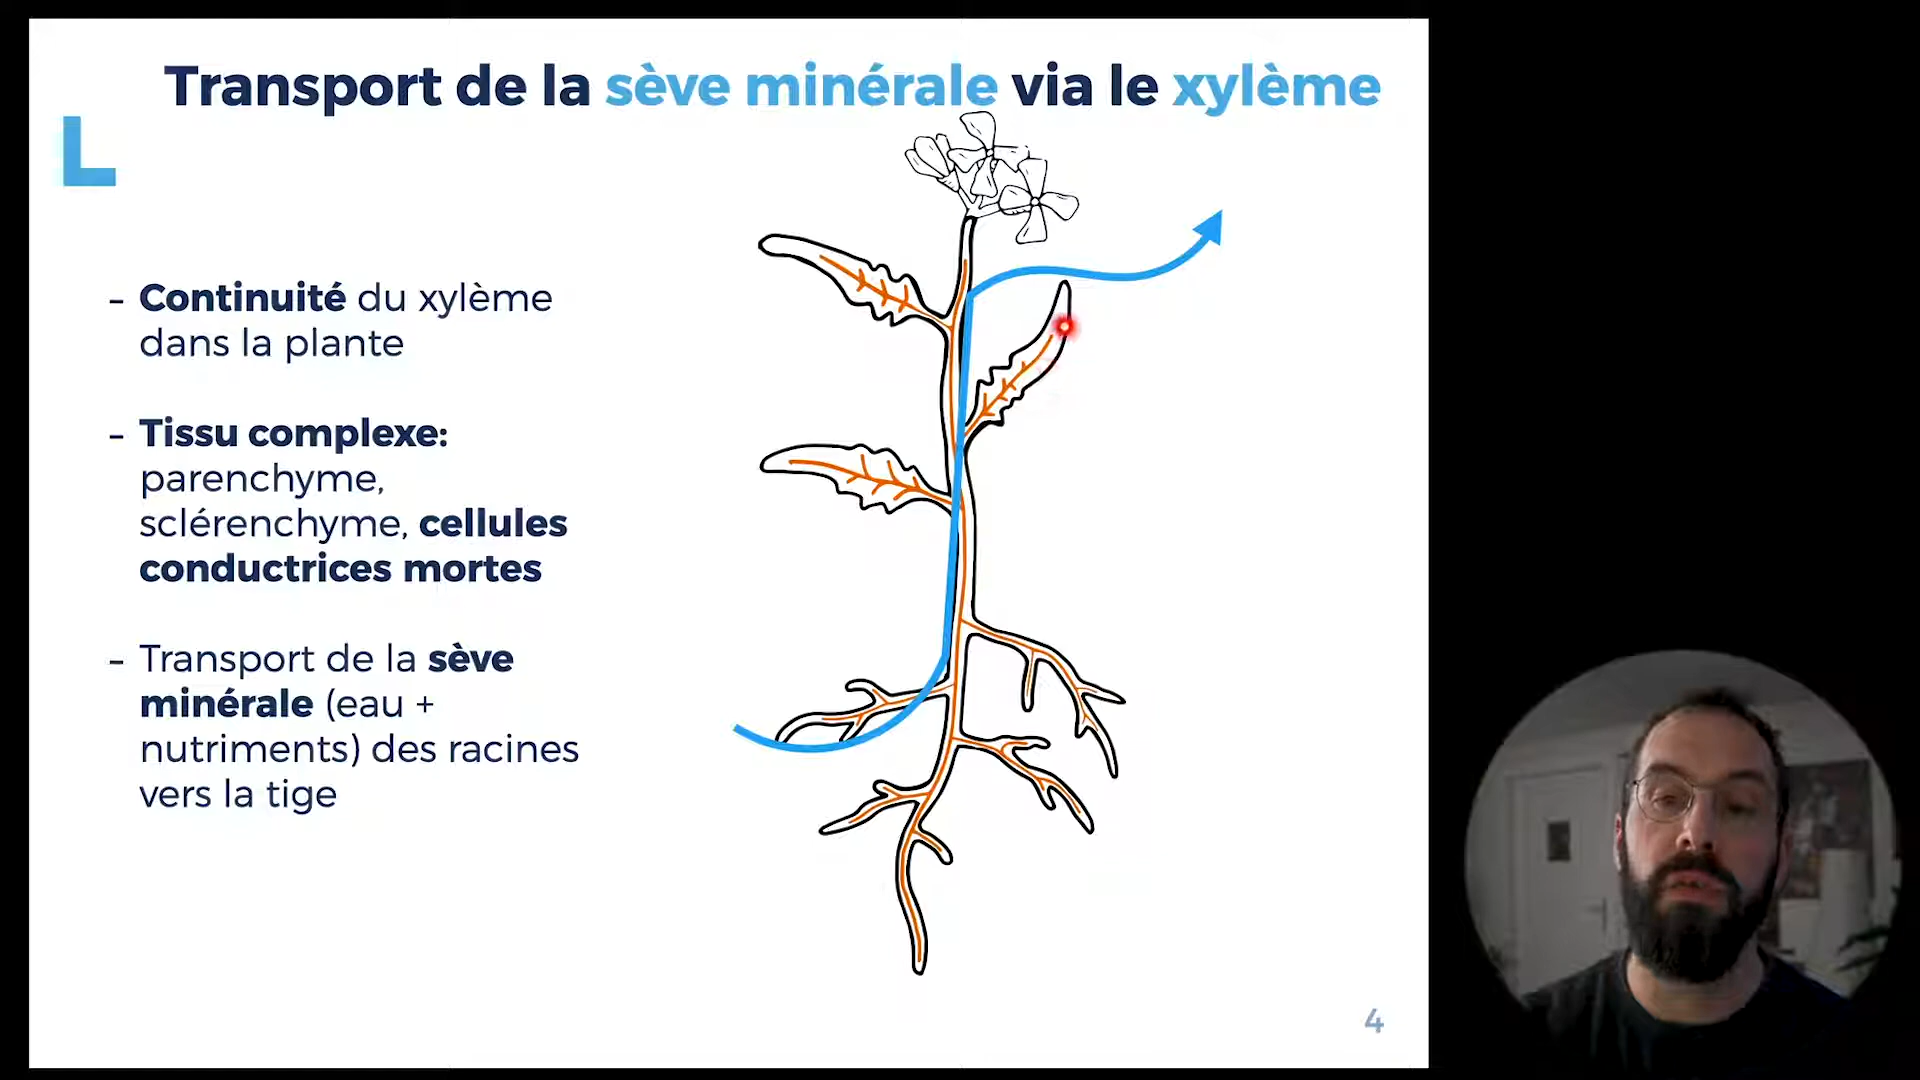 Transport de la sève minérale via le xylème
L
- Continuité du xylème
dans la plante
- Tissu complexe:
parenchyme,
sclérenchyme, cellules
conductrices mortes
- Transport de la sève
minérale (eau +
nutriments) des racines
vers la tige
4